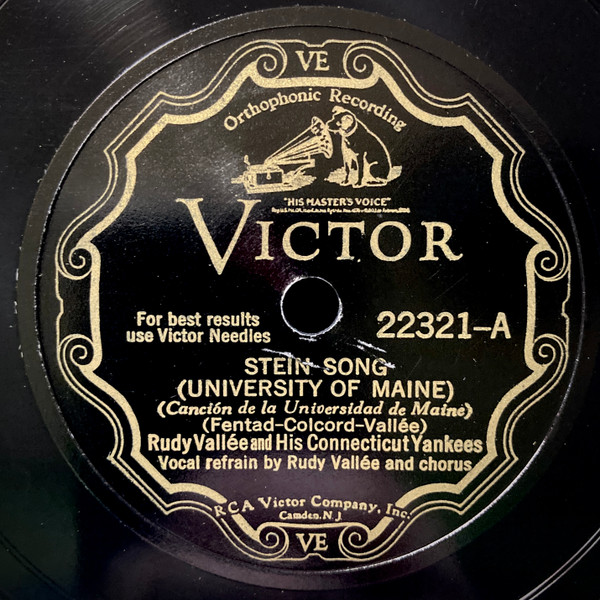 VE
Orthophonic Recording
"HIS MASTER'S VOICE"
VICTOR
For best results
use Victor Needles
22321-A
STEIN SONG
(UNIVERSITY OF MAINE)
(Canción de la Universidad de Maine)
(Fentad-Colcord-Vallée)
Rudy Vallée and His Connecticut Yankees
Vocal refrain by Rudy Vallée and chorus
RCA Victor Company, Inc.
Camden, N. J.
VE